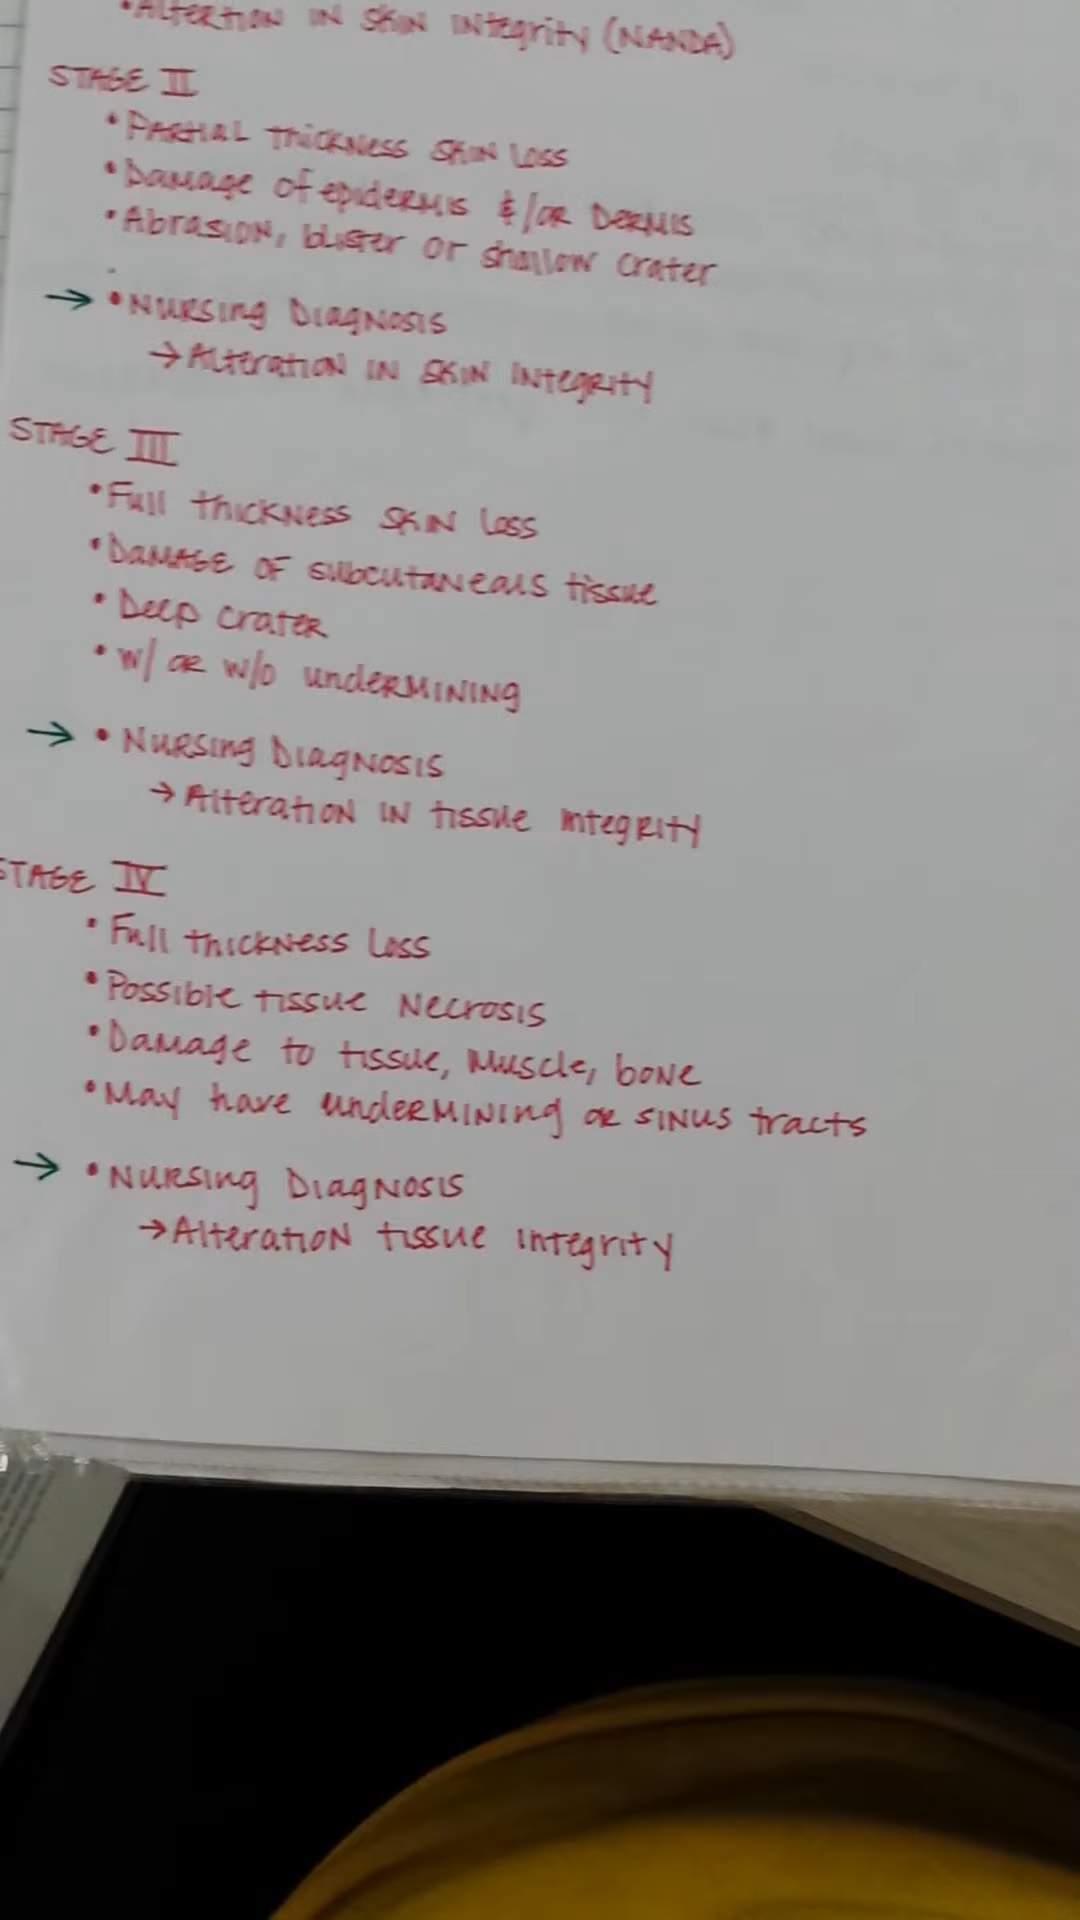 •Altertion in skin integrity (NANDA)
STAGE II
•Partial thickness skin loss
•Damage of epidermis &/or Dermis
•Abrasion, blister or shallow crater
→ •Nursing Diagnosis
→Alteration in skin integrity
STAGE III
•Full thickness skin loss
•Damage of subcutaneous tissue
•Deep crater
•w/ or w/o undermining
→ •Nursing Diagnosis
→Alteration in tissue integrity
STAGE IV
•Full thickness loss
•Possible tissue necrosis
•Damage to tissue, muscle, bone
•May have undermining or sinus tracts
→ •Nursing Diagnosis
→Alteration tissue integrity